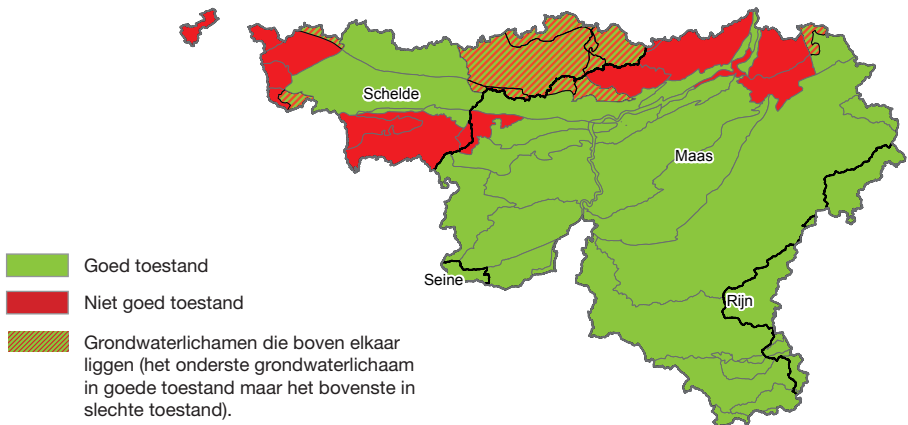 Schelde
Maas
Seine
Rijn
Goed toestand
Niet goed toestand
Grondwaterlichamen die boven elkaar
liggen (het onderste grondwaterlichaam
in goede toestand maar het bovenste in
slechte toestand).